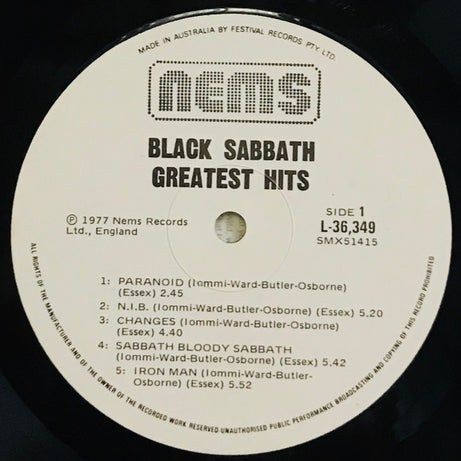 MADE IN AUSTRALIA BY FESTIVAL RECORDS PTY. LTD.
nems
BLACK SABBATH
GREATEST HITS
℗ 1977 Nems Records
Ltd., England
SIDE 1
L-36,349
SMX51415
1: PARANOID (Iommi-Ward-Butler-Osborne)
(Essex) 2.45
2: N.I.B. (Iommi-Ward-Butler-Osborne) (Essex) 5.20
3: CHANGES (Iommi-Ward-Butler-Osborne)
(Essex) 4.40
4: SABBATH BLOODY SABBATH
(Iommi-Ward-Butler-Osborne) (Essex) 5.42
5: IRON MAN (Iommi-Ward-Butler-
Osborne) (Essex) 5.52
ALL RIGHTS OF THE MANUFACTURER AND OF THE OWNER OF THE RECORDED WORK RESERVED-UNAUTHORISED PUBLIC PERFORMANCE BROADCASTING AND COPYING OF THIS RECORD PROHIBITED